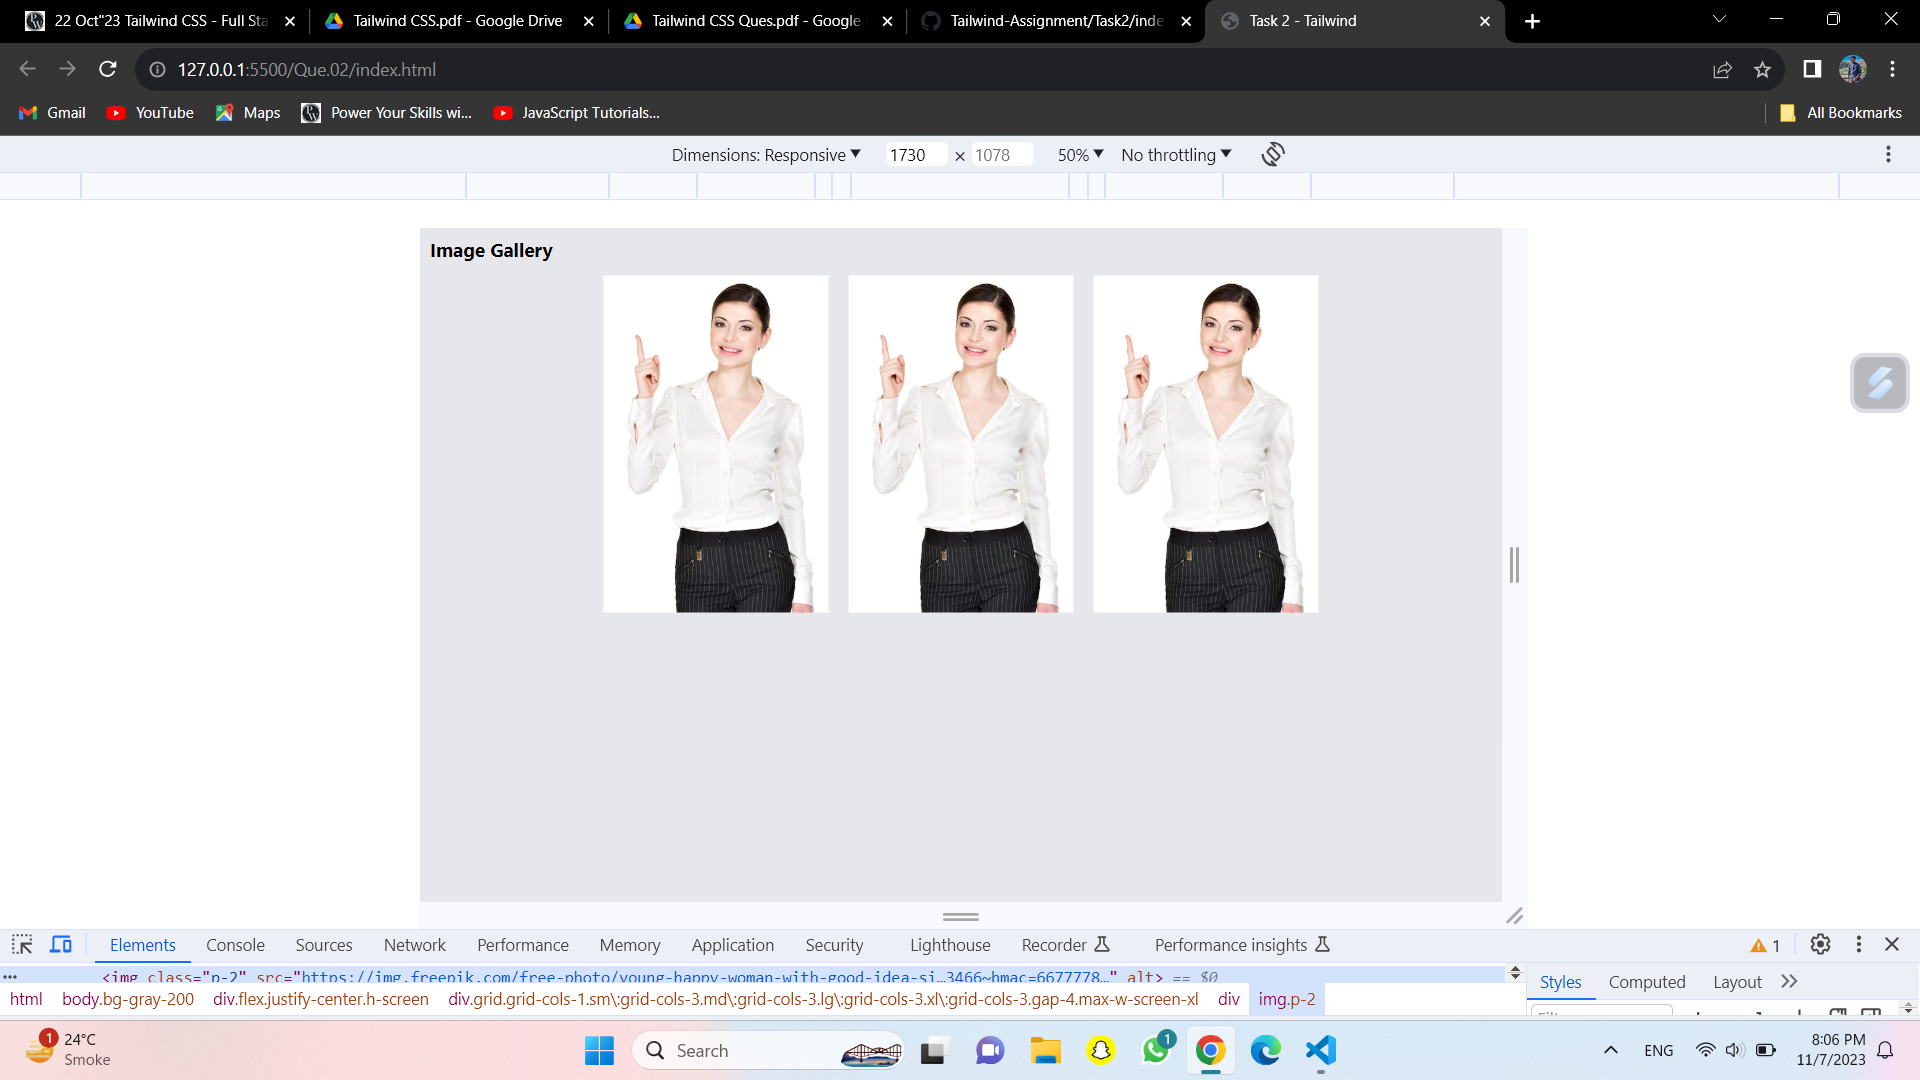 22 Oct"23 Tailwind CSS - Full Sta
Tailwind CSS.pdf - Google Drive
Tailwind CSS Ques.pdf - Google
Tailwind-Assignment/Task2/inde
Task 2 - Tailwind
127.0.0.1:5500/Que.02/index.html
Gmail
YouTube
Maps
Power Your Skills wi...
JavaScript Tutorials...
All Bookmarks
Dimensions: Responsive 1730 × 1078 50% No throttling
Image Gallery
Elements Console Sources Network Performance Memory Application Security Lighthouse Recorder Performance insights 1
<img class="p-2" src="https://img.freepik.com/free-photo/young-happy-woman-with-good-idea-si…3466~hmac=6677778…" alt> == $0
Styles Computed Layout
html body.bg-gray-200 div.flex.justify-center.h-screen div.grid.grid-cols-1.sm\:grid-cols-3.md\:grid-cols-3.lg\:grid-cols-3.xl\:grid-cols-3.gap-4.max-w-screen-xl div img.p-2
1
24°C
Smoke
Search
1
ENG
8:06 PM
11/7/2023